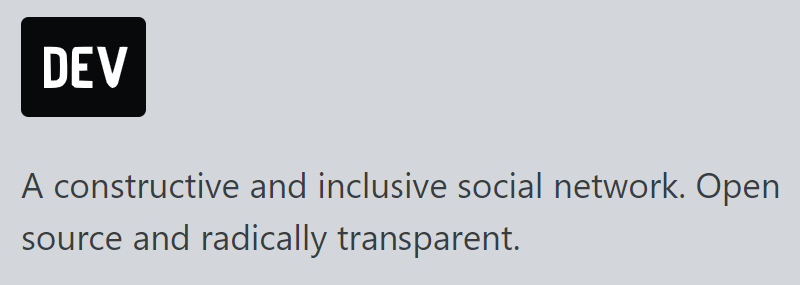 DEV
A constructive and inclusive social network. Open
source and radically transparent.